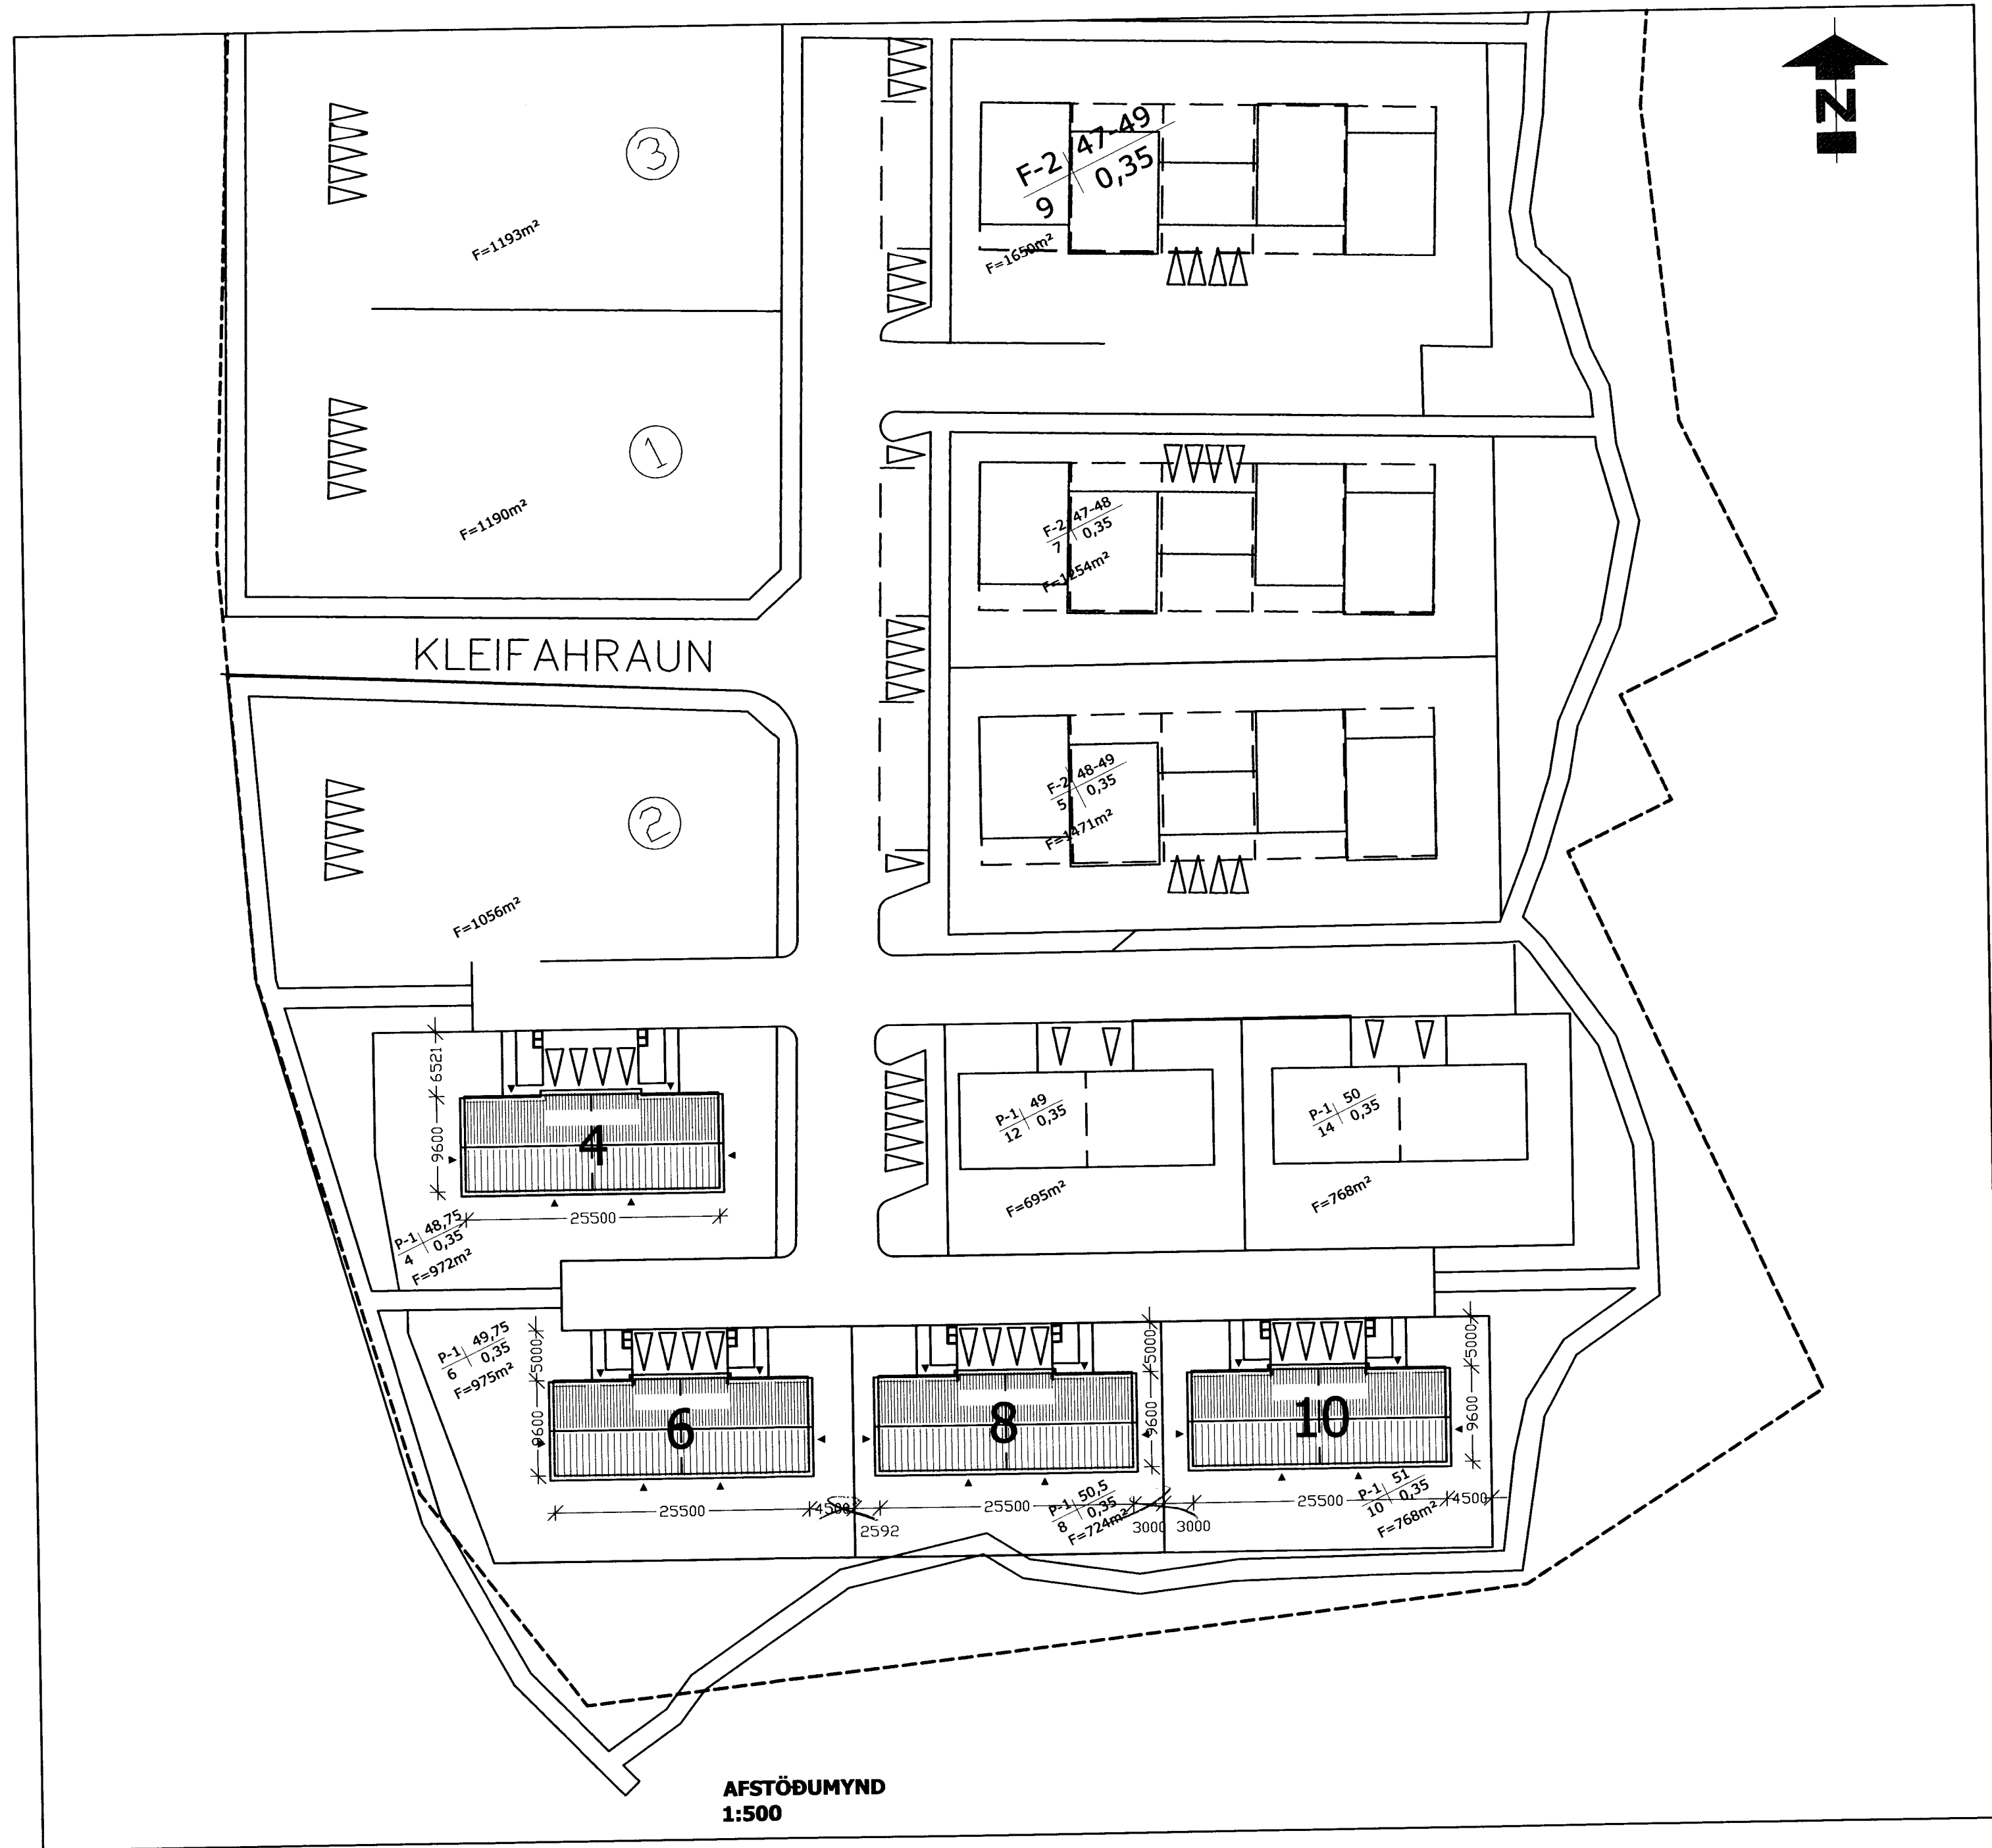 N
3
F=1193m²
F-2 47-49
9 0,35
F=1650m²
1
F=1190m²
F-2 47-48
7 0,35
F=1254m²
KLEIFAHRAUN
2
F=1056m²
F-2 48-49
5 0,35
F=1471m²
6521
9600
4
25500
P-1 48,75
4 0,35
F=972m²
P-1 49
12 0,35
F=695m²
P-1 50
14 0,35
F=768m²
P-1 49,75
6 0,35
F=975m²
5000
9600
6
25500
4500
2592
8
5000
9600
25500
P-1 50,5
8 0,35
F=724m²
3000
3000
10
5000
9600
25500
P-1 51
10 0,35
F=768m²
4500
AFSTÖÐUMYND
1:500